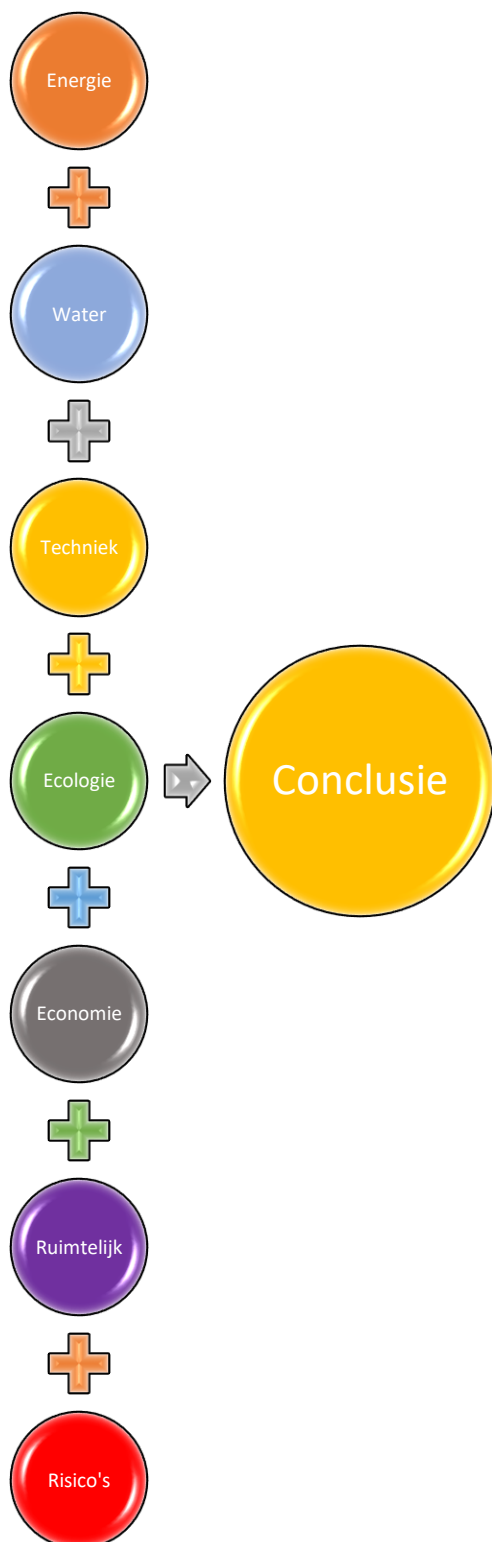 Energie
Water
Techniek
Ecologie
Conclusie
Economie
Ruimtelijk
Risico's